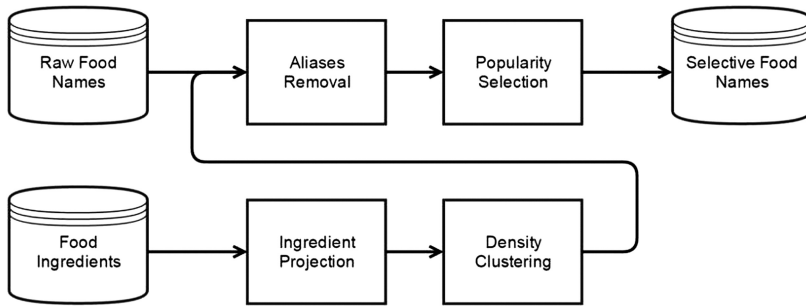 Raw Food
Names
Aliases
Removal
Popularity
Selection
Selective Food
Names
Food
Ingredients
Ingredient
Projection
Density
Clustering